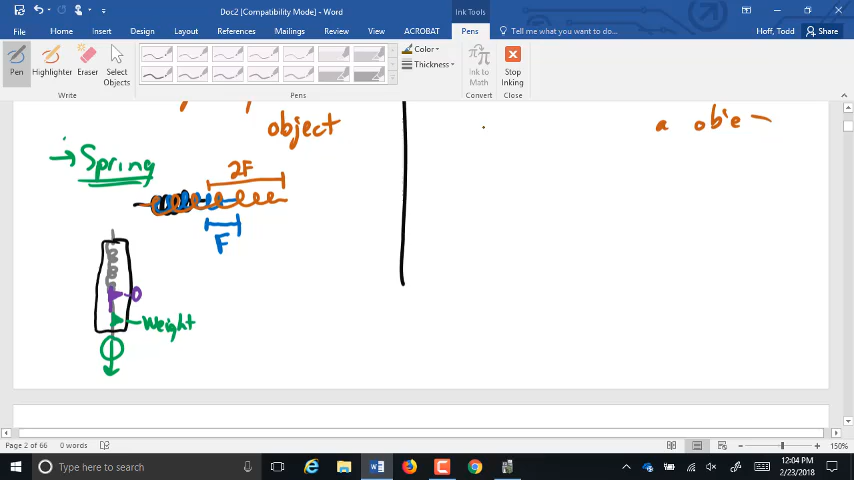 Doc2 [Compatibility Mode] - Word
Ink Tools
Hoff, Todd
Share
File
Home
Insert
Design
Layout
References
Mailings
Review
View
ACROBAT
Pens
Tell me what you want to do...
Pen
Highlighter
Eraser
Select Objects
Color
Thickness
Ink to Math
Stop Inking
Write
Pens
Convert
Close
object
a
→ Spring
2F
F
0
Weight
Page 2 of 66
0 words
150%
Type here to search
12:04 PM
2/23/2018